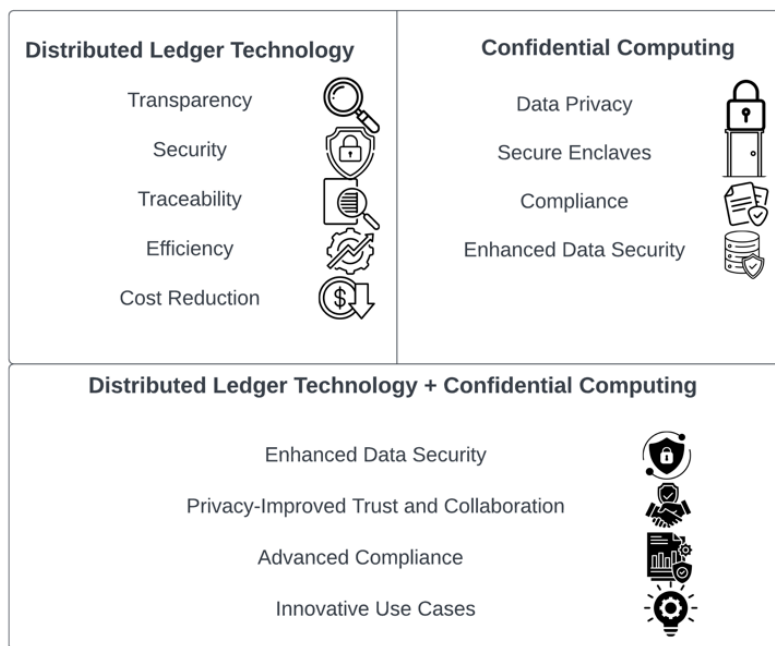 Distributed Ledger Technology
Transparency
Security
Traceability
Efficiency
Cost Reduction
$
Confidential Computing
Data Privacy
Secure Enclaves
Compliance
Enhanced Data Security
Distributed Ledger Technology + Confidential Computing
Enhanced Data Security
Privacy-Improved Trust and Collaboration
Advanced Compliance
Innovative Use Cases